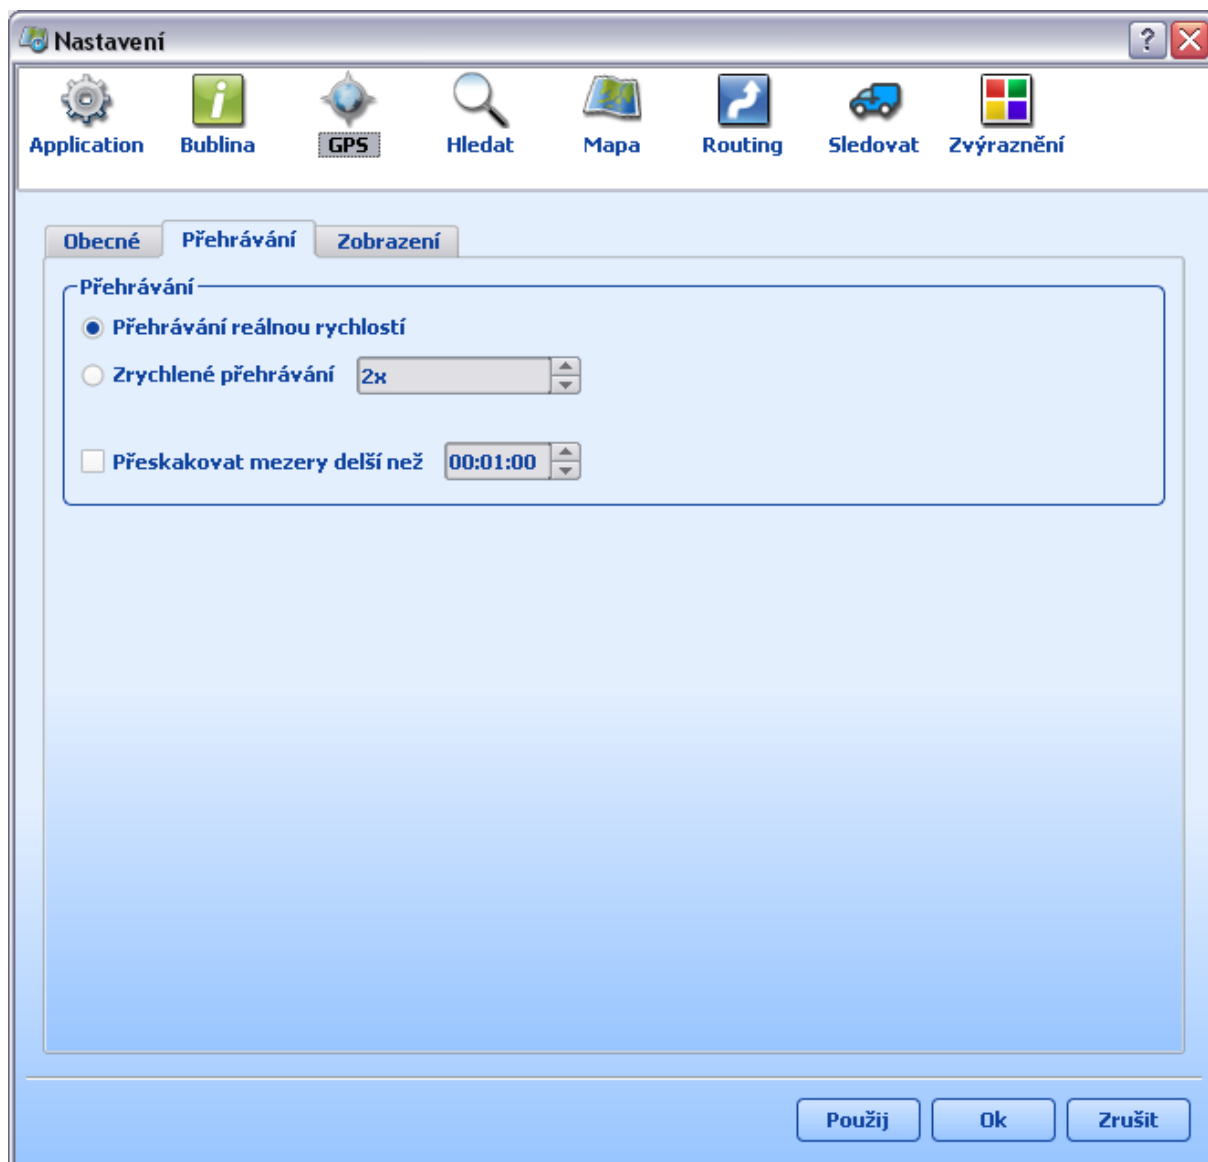 Nastavení
Application Bublina GPS Hledat Mapa Routing Sledovat Zvýraznění
Obecné Přehrávání Zobrazení
Přehrávání
Přehrávání reálnou rychlostí
Zrychlené přehrávání 2x
Přeskakovat mezery delší než 00:01:00
Použij Ok Zrušit